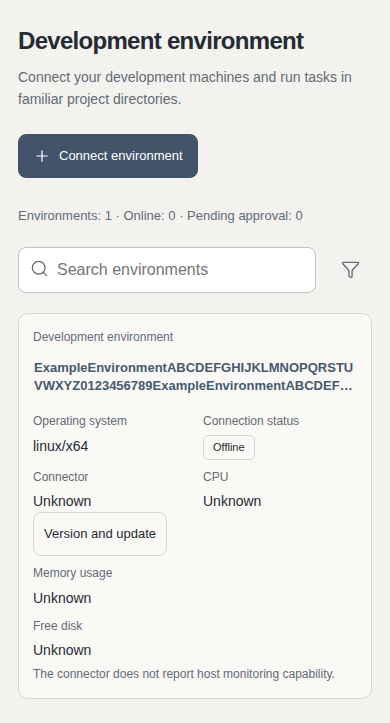 Development environment
Connect your development machines and run tasks in
familiar project directories.
Connect environment
Environments: 1 · Online: 0 · Pending approval: 0
Search environments
Development environment
ExampleEnvironmentABCDEFGHIJKLMNOPQRSTU
VWXYZ0123456789ExampleEnvironmentABCDEF…
Operating system
Connection status
linux/x64
Offline
Connector
CPU
Unknown
Unknown
Version and update
Memory usage
Unknown
Free disk
Unknown
The connector does not report host monitoring capability.